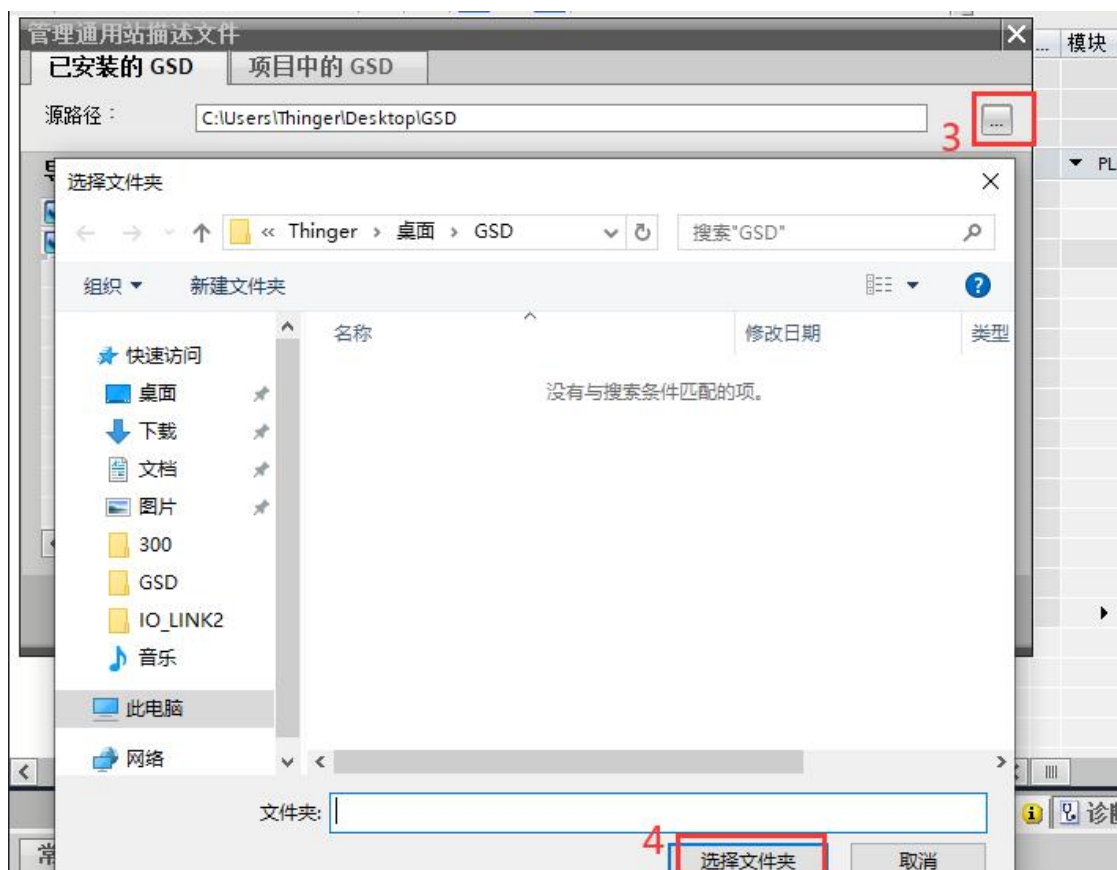 管理通用站描述文件
... 模块
已安装的 GSD 项目中的 GSD
源路径： C:\Users\Thinger\Desktop\GSD ...
3
选择文件夹
PL
« Thinger › 桌面 › GSD 搜索"GSD"
组织 新建文件夹
名称 修改日期 类型
快速访问
没有与搜索条件匹配的项。
桌面
下载
文档
图片
300
GSD
IO_LINK2
音乐
此电脑
网络
文件夹:
4
选择文件夹 取消
常